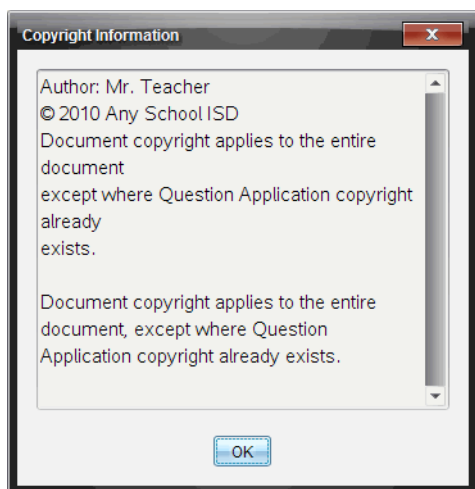 Copyright Information
Author: Mr. Teacher
© 2010 Any School ISD
Document copyright applies to the entire
document
except where Question Application copyright
already
exists.
Document copyright applies to the entire
document, except where Question
Application copyright already exists.
OK